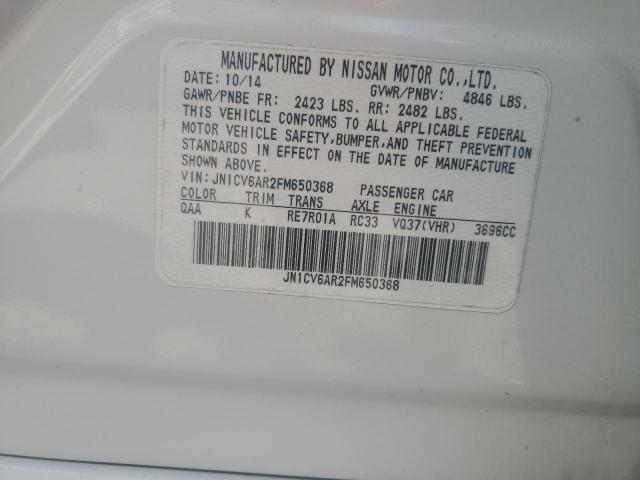 MANUFACTURED BY NISSAN MOTOR CO.,LTD.
DATE: 10/14 GVWR/PNBV: 4846 LBS.
GAWR/PNBE FR: 2423 LBS. RR: 2482 LBS.
THIS VEHICLE CONFORMS TO ALL APPLICABLE FEDERAL
MOTOR VEHICLE SAFETY,BUMPER,AND THEFT PREVENTION
STANDARDS IN EFFECT ON THE DATE OF MANUFACTURE
SHOWN ABOVE.
VIN: JN1CV6AR2FM650368 PASSENGER CAR
COLOR TRIM TRANS AXLE ENGINE
QAA K RE7R01A RC33 VQ37(VHR) 3696CC
JN1CV6AR2FM650368